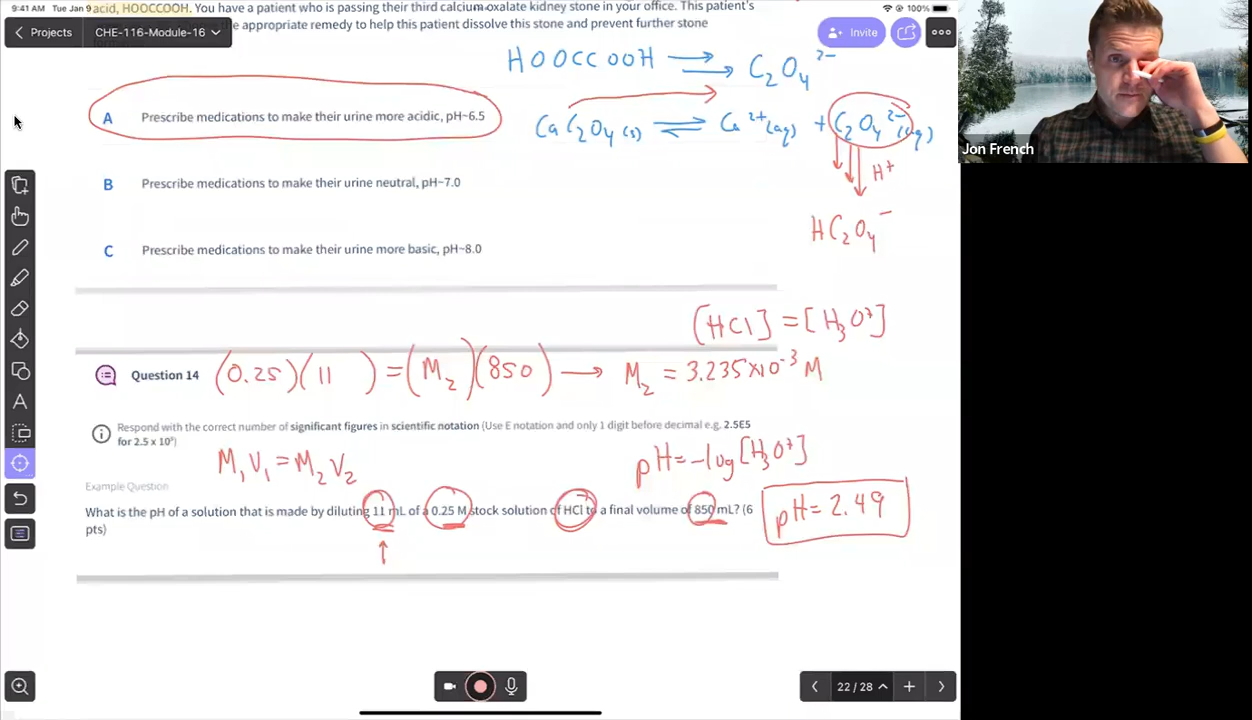 9:41 AM Tue Jan 9 acid, HOOCCOOH. You have a patient who is passing their third calcium-oxalate kidney stone in your office. This patient's
100%
the appropriate remedy to help this patient dissolve this stone and prevent further stone
Projects CHE-116-Module-16 Invite
HOOCCOOH ⇌ C₂O₄²⁻
A Prescribe medications to make their urine more acidic, pH~6.5
CaC₂O₄(s) ⇌ Ca²⁺(aq) + C₂O₄²⁻(aq)
H⁺
B Prescribe medications to make their urine neutral, pH~7.0
HC₂O₄⁻
C Prescribe medications to make their urine more basic, pH~8.0
[HCl] = [H₃O⁺]
Question 14 (0.25)(11 ) = (M₂)(850) → M₂ = 3.235×10⁻³ M
Respond with the correct number of significant figures in scientific notation (Use E notation and only 1 digit before decimal e.g. 2.5E5
for 2.5 x 10⁵)
M₁V₁ = M₂V₂
pH = -log[H₃O⁺]
Example Question
What is the pH of a solution that is made by diluting 11 mL of a 0.25 M stock solution of HCl to a final volume of 850 mL? (6
pts)
pH = 2.49
22 / 28
Jon French